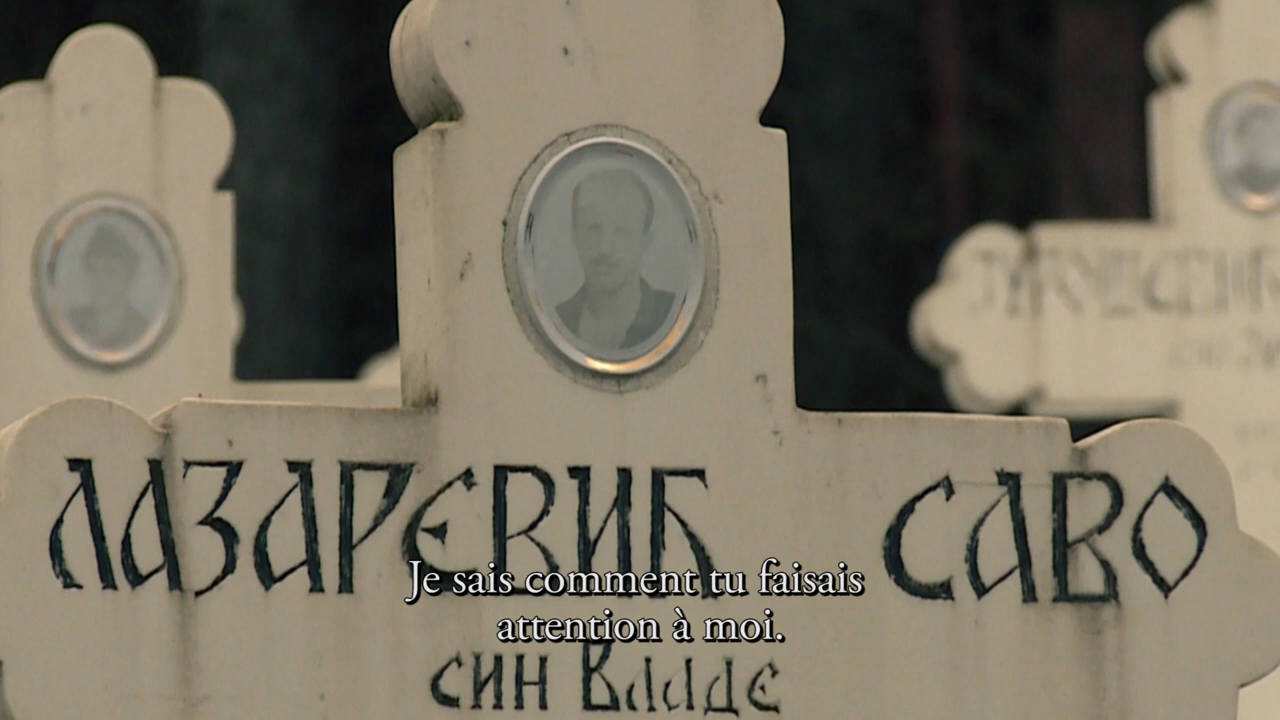 ЛАЗАРЕВИЋ САВО
Je sais comment tu faisais
attention à moi.
син Владе